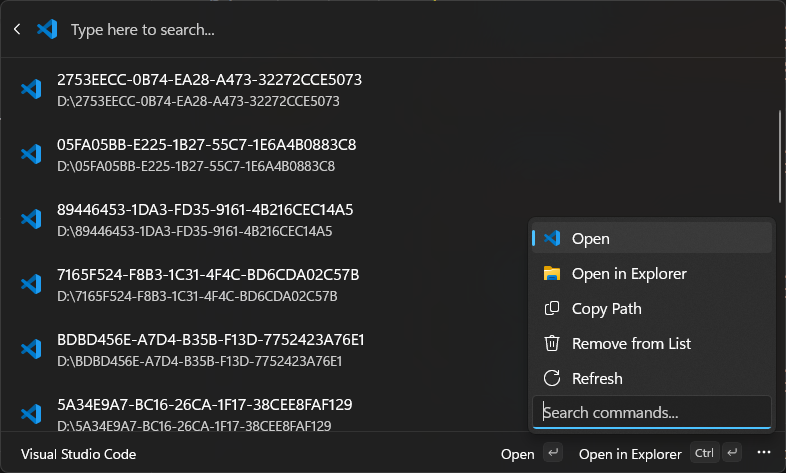 Type here to search...
2753EECC-0B74-EA28-A473-32272CCE5073
D:\2753EECC-0B74-EA28-A473-32272CCE5073
05FA05BB-E225-1B27-55C7-1E6A4B0883C8
D:\05FA05BB-E225-1B27-55C7-1E6A4B0883C8
89446453-1DA3-FD35-9161-4B216CEC14A5
D:\89446453-1DA3-FD35-9161-4B216CEC14A5
7165F524-F8B3-1C31-4F4C-BD6CDA02C57B
D:\7165F524-F8B3-1C31-4F4C-BD6CDA02C57B
BDBD456E-A7D4-B35B-F13D-7752423A76E1
D:\BDBD456E-A7D4-B35B-F13D-7752423A76E1
5A34E9A7-BC16-26CA-1F17-38CEE8FAF129
D:\5A34E9A7-BC16-26CA-1F17-38CEE8FAF129
Open
Open in Explorer
Copy Path
Remove from List
Refresh
Search commands...
Visual Studio Code
Open
Open in Explorer Ctrl